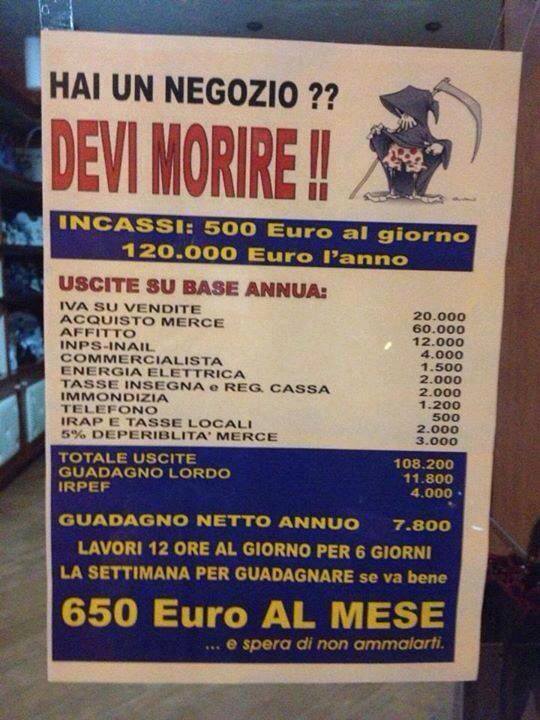 HAI UN NEGOZIO ??
DEVI MORIRE !!
INCASSI: 500 Euro al giorno
120.000 Euro l'anno
USCITE SU BASE ANNUA:
IVA SU VENDITE 20.000
ACQUISTO MERCE 60.000
AFFITTO 12.000
INPS-INAIL 4.000
COMMERCIALISTA 1.500
ENERGIA ELETTRICA 2.000
TASSE INSEGNA e REG. CASSA 2.000
IMMONDIZIA 1.200
TELEFONO 500
IRAP E TASSE LOCALI 2.000
5% DEPERIBLITA' MERCE 3.000
TOTALE USCITE 108.200
GUADAGNO LORDO 11.800
IRPEF 4.000
GUADAGNO NETTO ANNUO 7.800
LAVORI 12 ORE AL GIORNO PER 6 GIORNI
LA SETTIMANA PER GUADAGNARE se va bene
650 Euro AL MESE
... e spera di non ammalarti.